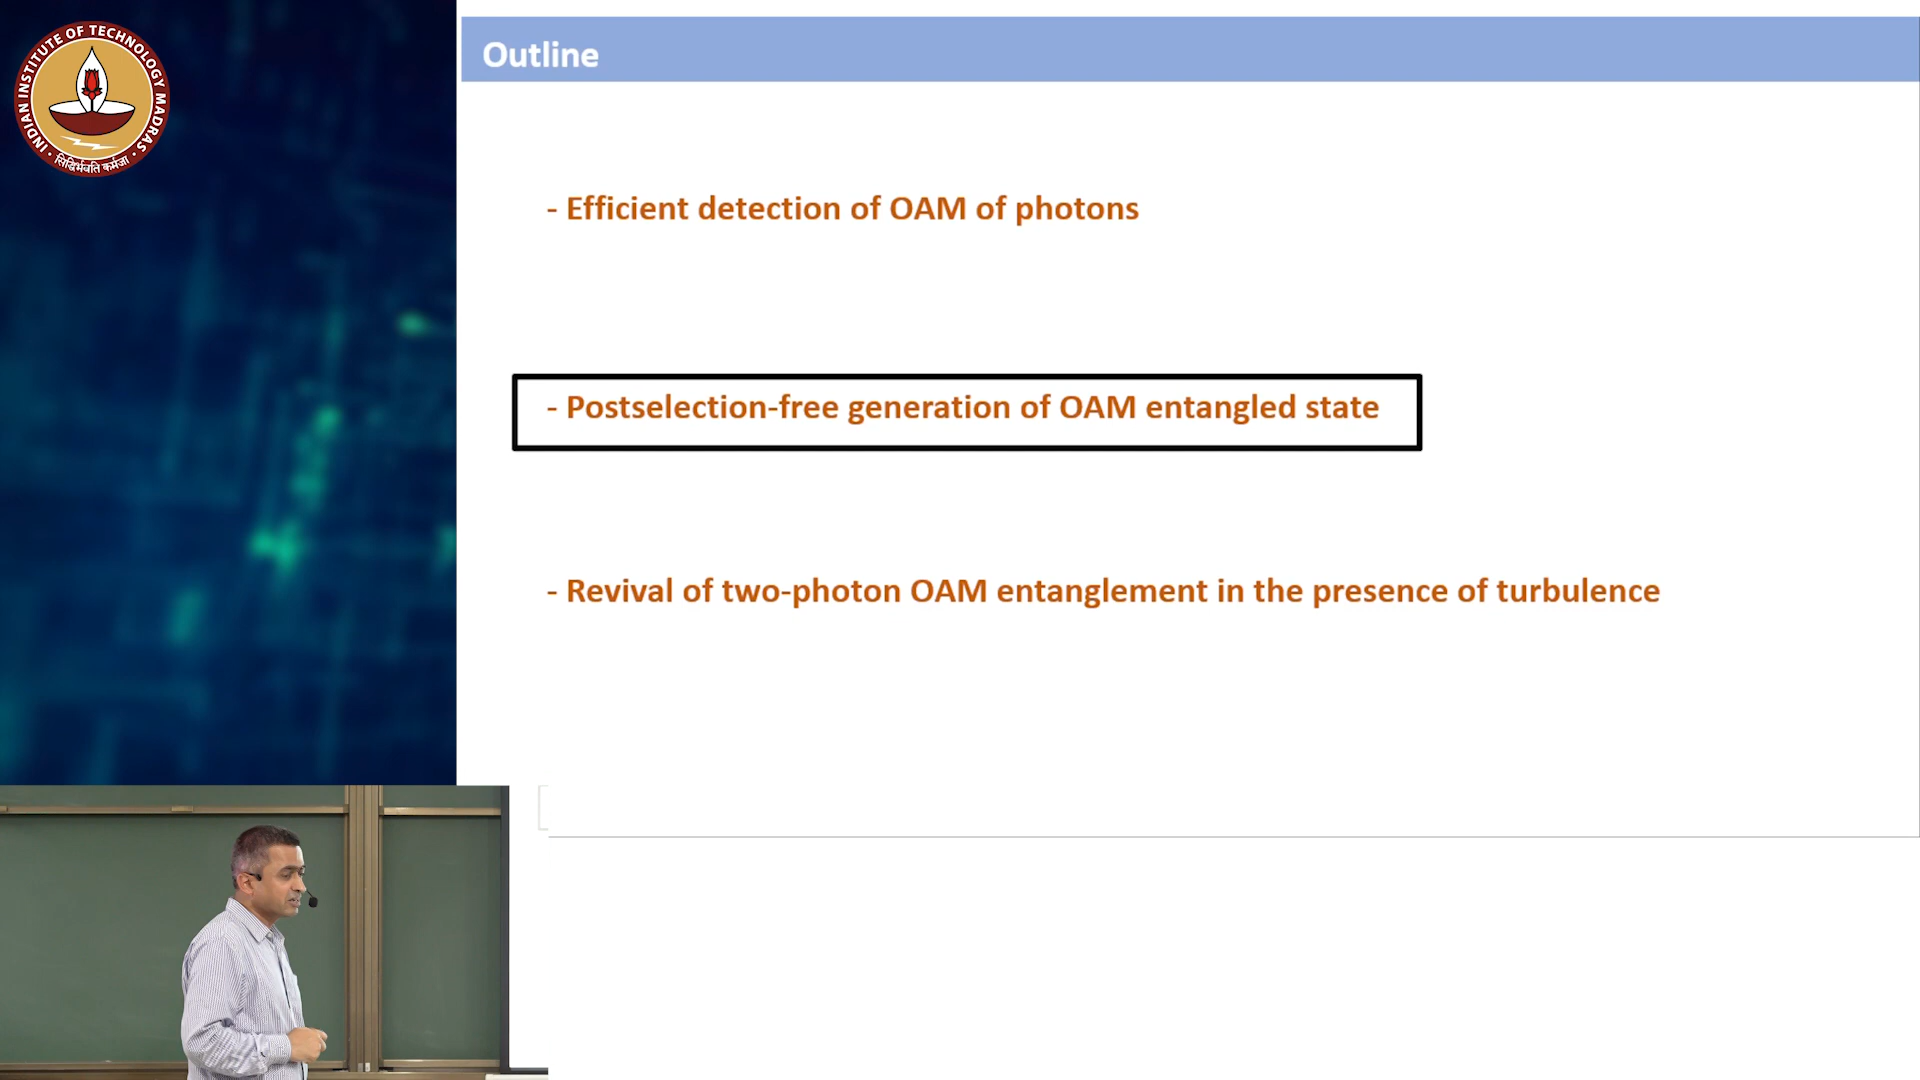 INDIAN INSTITUTE OF TECHNOLOGY MADRAS
सिद्धिर्भवति कर्मजा
Outline
- Efficient detection of OAM of photons
- Postselection-free generation of OAM entangled state
- Revival of two-photon OAM entanglement in the presence of turbulence